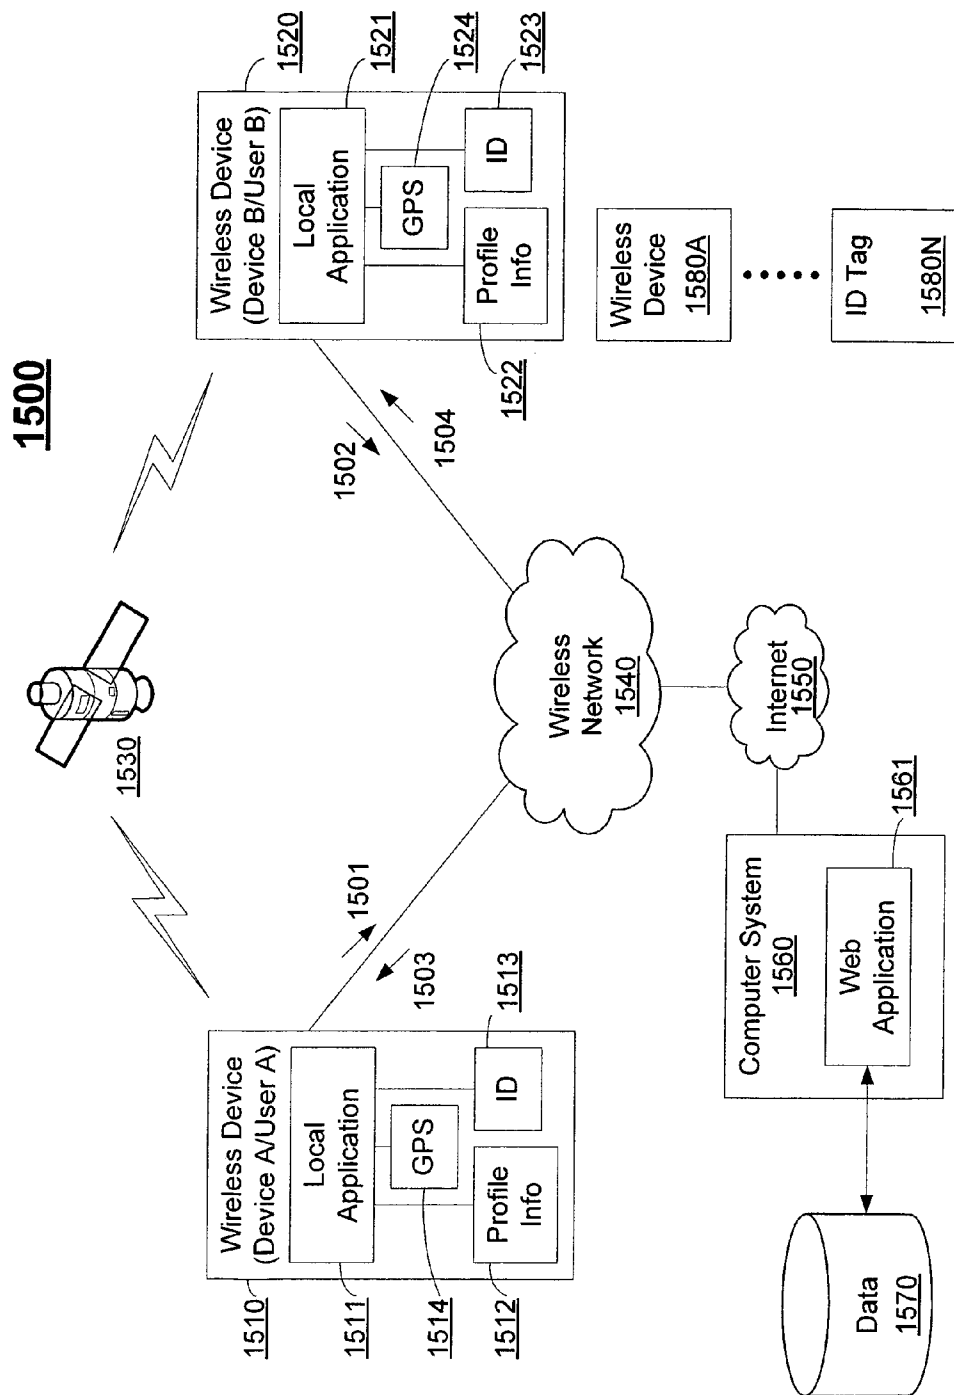 1500
1530
Wireless Device
(Device A/User A)
1510
Local
Application
1511
GPS
1514
Profile
Info
1512
ID
1513
1501
1503
Wireless Device
(Device B/User B)
1520
Local
Application
1521
GPS
1524
ID
1523
Profile
Info
1522
1502
1504
Wireless
Network
1540
Internet
1550
Computer System
1560
Web
Application
1561
Data
1570
Wireless
Device
1580A
ID Tag
1580N